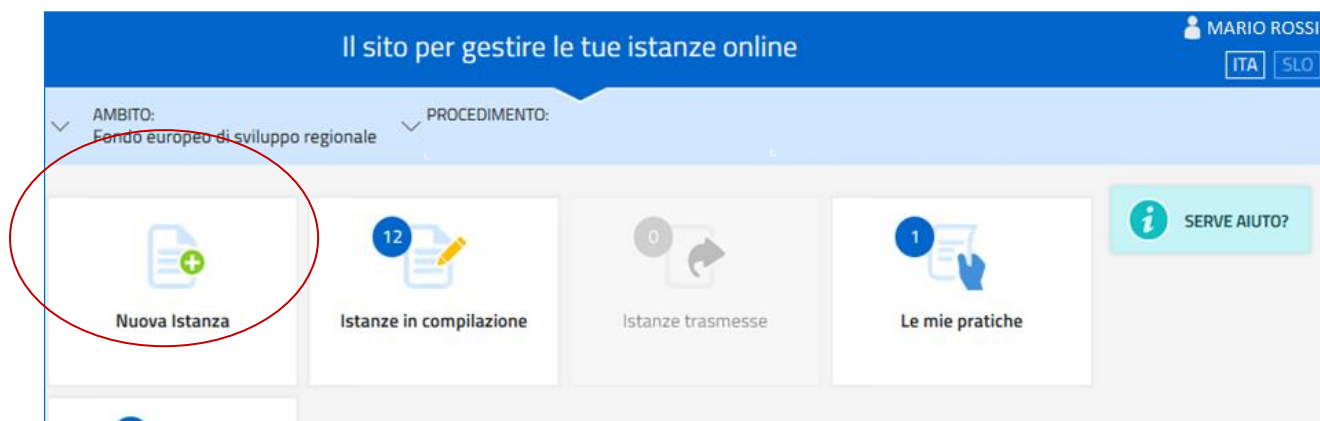 Il sito per gestire le tue istanze online
MARIO ROSSI
ITA SLO
AMBITO:
Fondo europeo di sviluppo regionale
PROCEDIMENTO:
12
0
1
i
SERVE AIUTO?
Nuova Istanza
Istanze in compilazione
Istanze trasmesse
Le mie pratiche